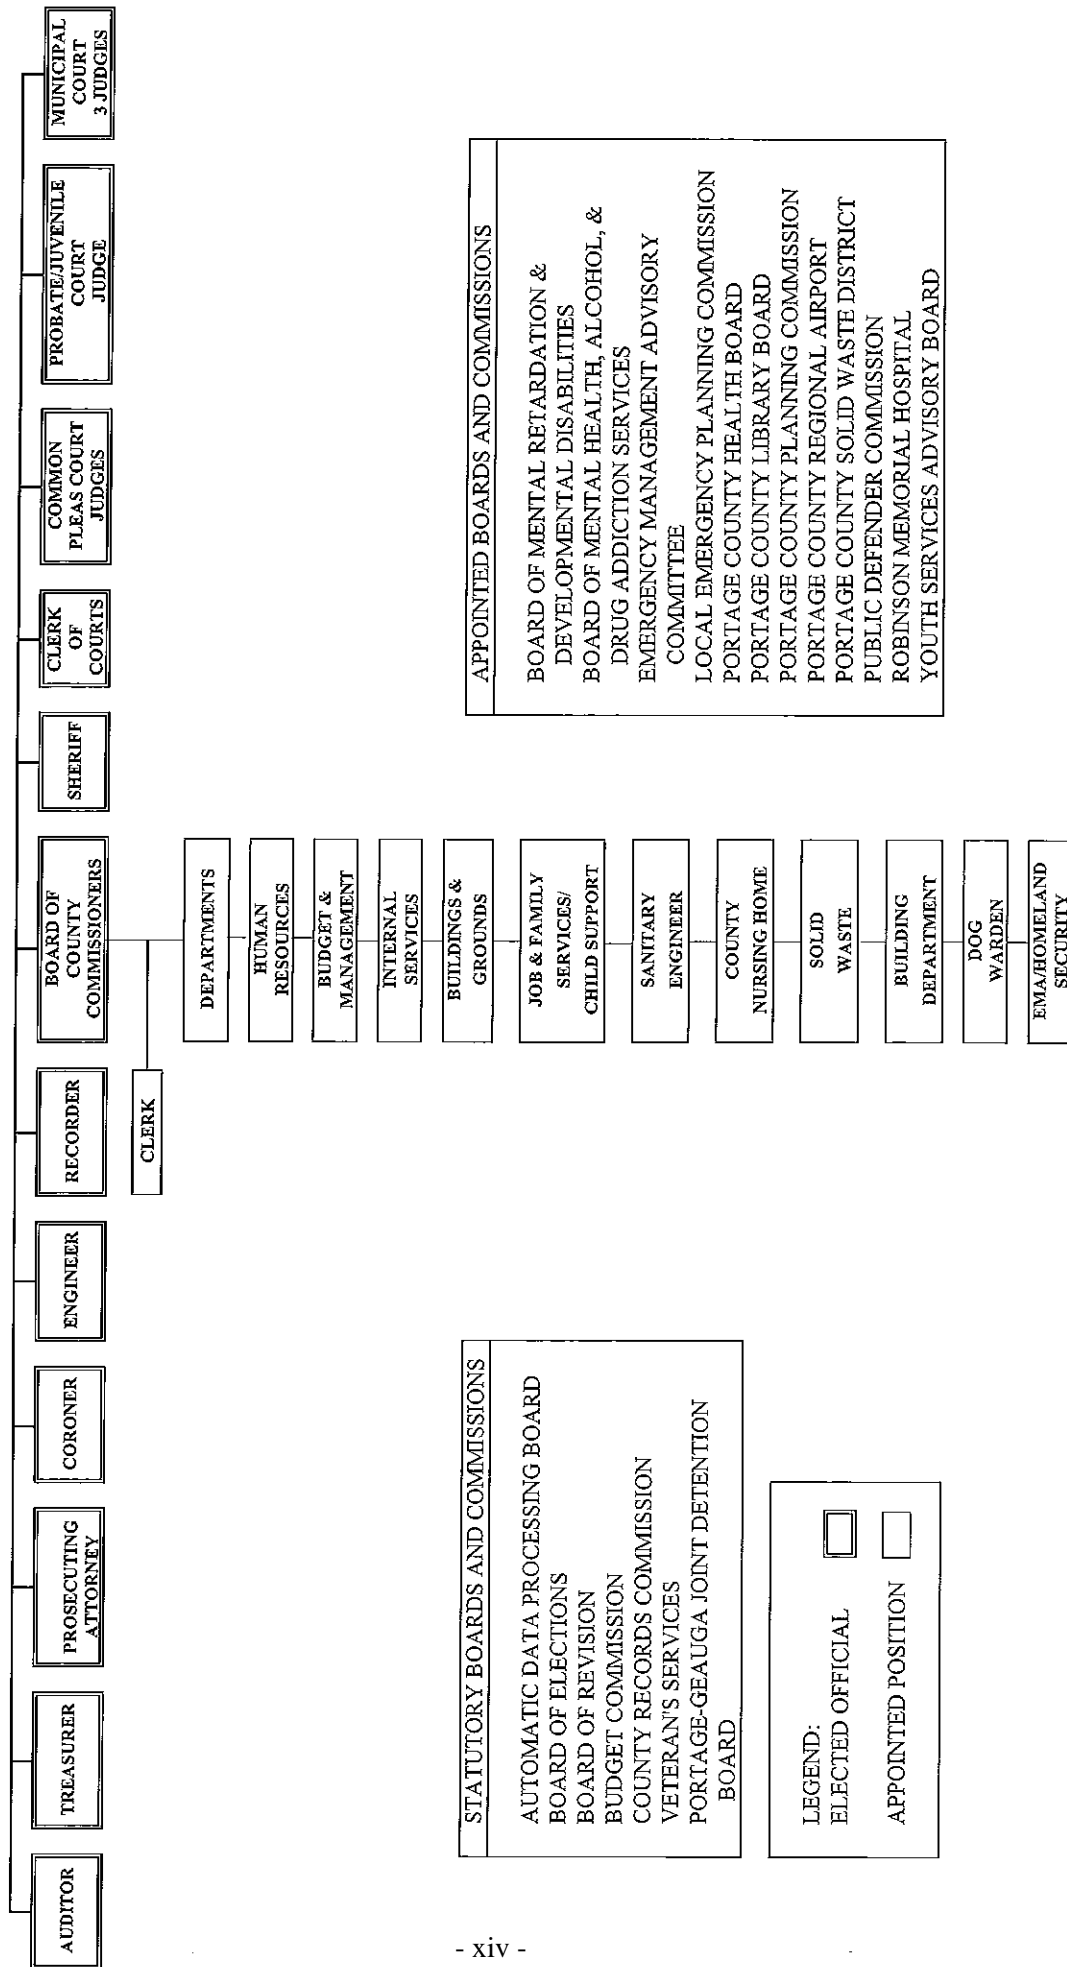 AUDITOR
TREASURER
PROSECUTING
ATTORNEY
CORONER
ENGINEER
RECORDER
BOARD OF
COUNTY
COMMISSIONERS
SHERIFF
CLERK
OF
COURTS
COMMON
PLEAS COURT
JUDGES
PROBATE/JUVENILE
COURT
JUDGE
MUNICIPAL
COURT
3 JUDGES
CLERK
DEPARTMENTS
HUMAN
RESOURCES
BUDGET &
MANAGEMENT
INTERNAL
SERVICES
BUILDINGS &
GROUNDS
JOB & FAMILY
SERVICES/
CHILD SUPPORT
SANITARY
ENGINEER
COUNTY
NURSING HOME
SOLID
WASTE
BUILDING
DEPARTMENT
DOG
WARDEN
EMA/HOMELAND
SECURITY
STATUTORY BOARDS AND COMMISSIONS
AUTOMATIC DATA PROCESSING BOARD
BOARD OF ELECTIONS
BOARD OF REVISION
BUDGET COMMISSION
COUNTY RECORDS COMMISSION
VETERAN'S SERVICES
PORTAGE-GEAUGA JOINT DETENTION
BOARD
APPOINTED BOARDS AND COMMISSIONS
BOARD OF MENTAL RETARDATION &
DEVELOPMENTAL DISABILITIES
BOARD OF MENTAL HEALTH, ALCOHOL, &
DRUG ADDICTION SERVICES
EMERGENCY MANAGEMENT ADVISORY
COMMITTEE
LOCAL EMERGENCY PLANNING COMMISSION
PORTAGE COUNTY HEALTH BOARD
PORTAGE COUNTY LIBRARY BOARD
PORTAGE COUNTY PLANNING COMMISSION
PORTAGE COUNTY REGIONAL AIRPORT
PORTAGE COUNTY SOLID WASTE DISTRICT
PUBLIC DEFENDER COMMISSION
ROBINSON MEMORIAL HOSPITAL
YOUTH SERVICES ADVISORY BOARD
LEGEND:
ELECTED OFFICIAL
APPOINTED POSITION
- xiv -